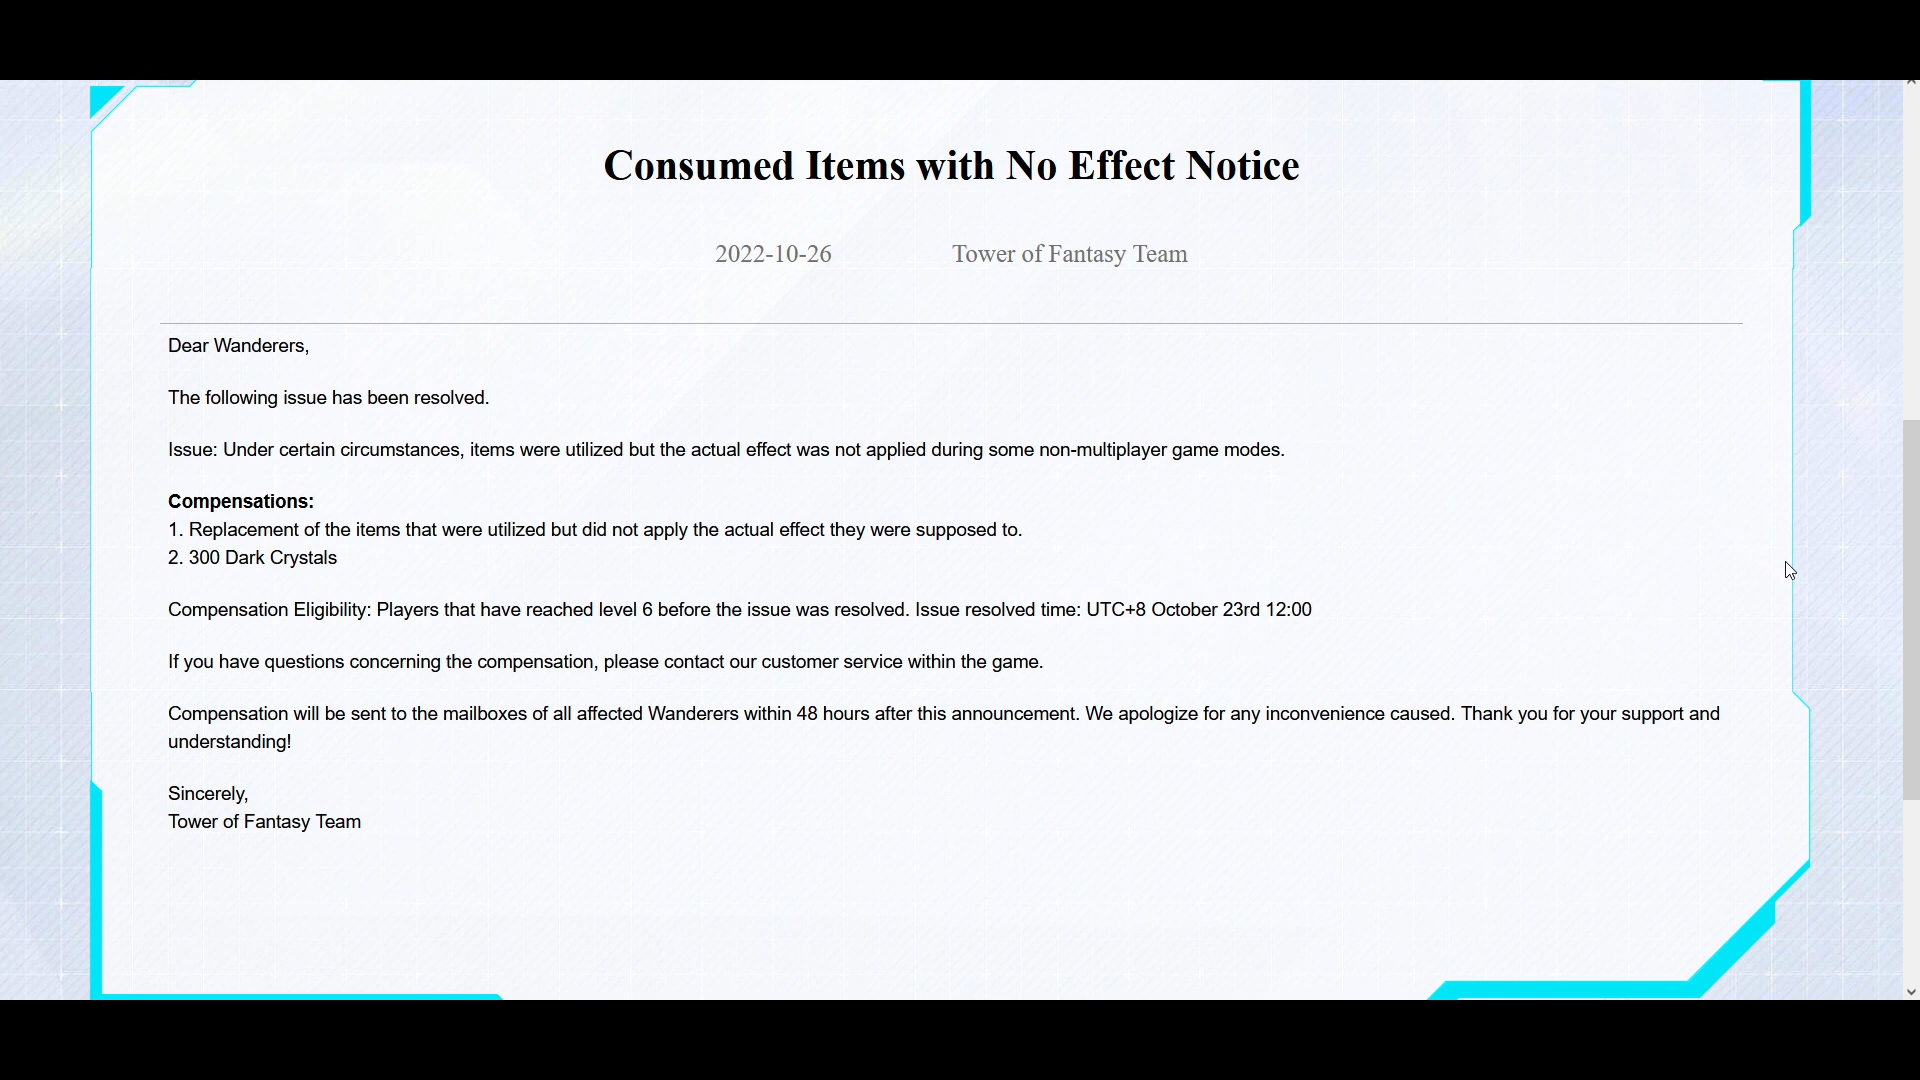 Consumed Items with No Effect Notice
2022-10-26 Tower of Fantasy Team
Dear Wanderers,
The following issue has been resolved.
Issue: Under certain circumstances, items were utilized but the actual effect was not applied during some non-multiplayer game modes.
Compensations:
1. Replacement of the items that were utilized but did not apply the actual effect they were supposed to.
2. 300 Dark Crystals
Compensation Eligibility: Players that have reached level 6 before the issue was resolved. Issue resolved time: UTC+8 October 23rd 12:00
If you have questions concerning the compensation, please contact our customer service within the game.
Compensation will be sent to the mailboxes of all affected Wanderers within 48 hours after this announcement. We apologize for any inconvenience caused. Thank you for your support and
understanding!
Sincerely,
Tower of Fantasy Team